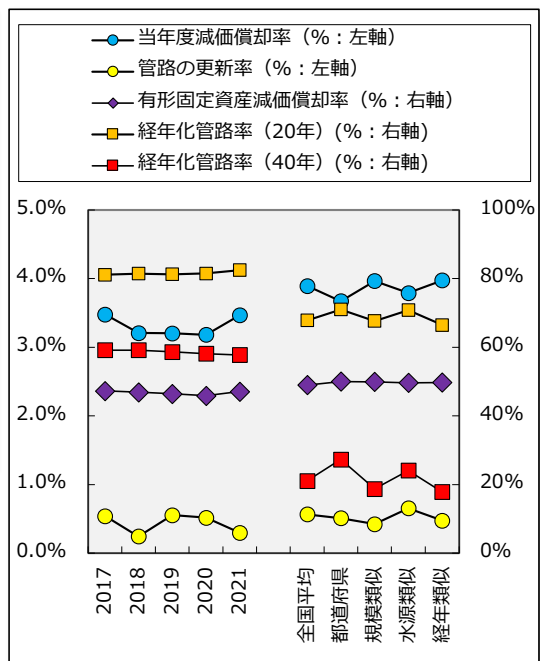 当年度減価償却率（%：左軸）
管路の更新率（%：左軸）
有形固定資産減価償却率（%：右軸）
経年化管路率（20年）(%：右軸)
経年化管路率（40年）(%：右軸)
5.0% 100%
4.0% 80%
3.0% 60%
2.0% 40%
1.0% 20%
0.0% 0%
2017
2018
2019
2020
2021
全国平均
都道府県
規模類似
水源類似
経年類似